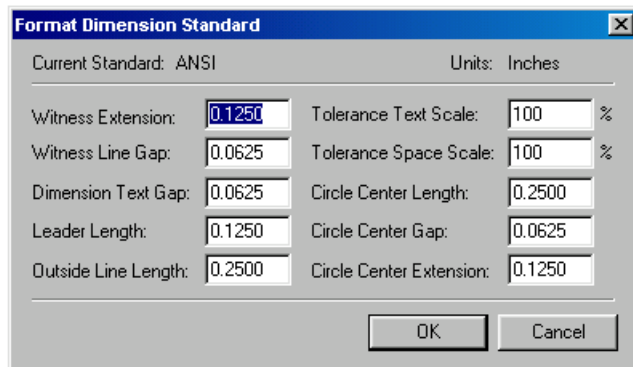 Format Dimension Standard
Current Standard: ANSI Units: Inches
Witness Extension: 0.1250 Tolerance Text Scale: 100 %
Witness Line Gap: 0.0625 Tolerance Space Scale: 100 %
Dimension Text Gap: 0.0625 Circle Center Length: 0.2500
Leader Length: 0.1250 Circle Center Gap: 0.0625
Outside Line Length: 0.2500 Circle Center Extension: 0.1250
OK Cancel